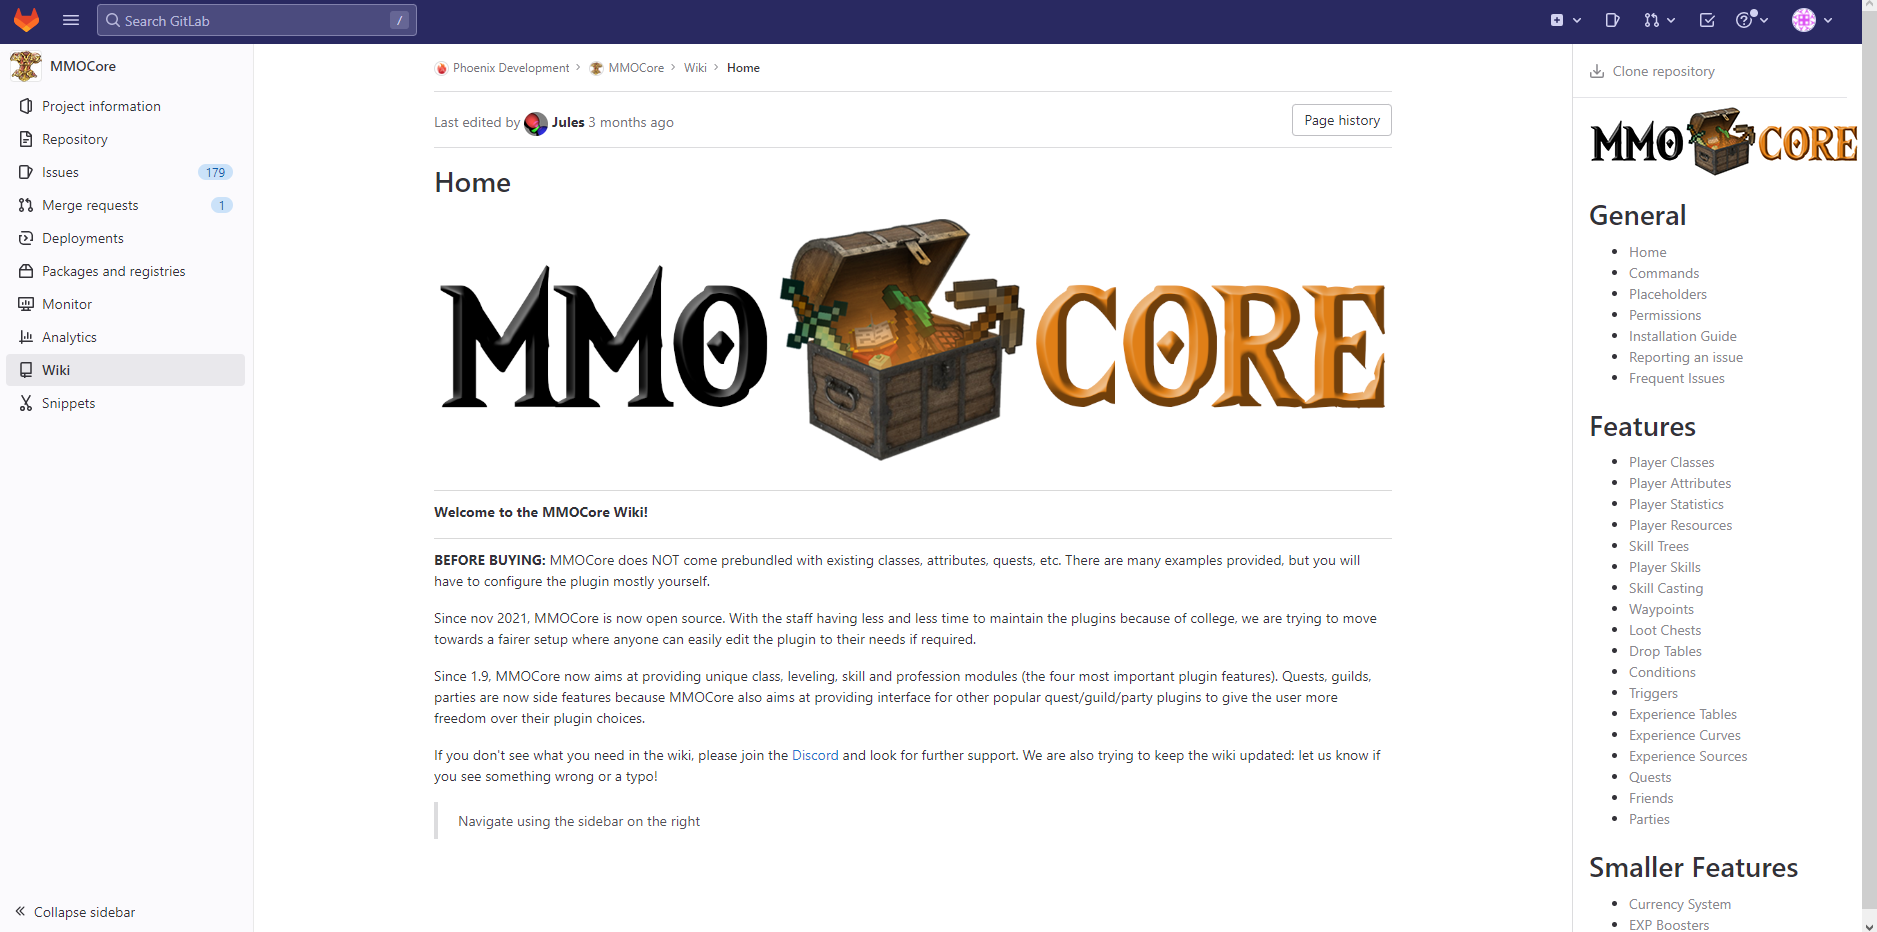 Search GitLab
/
MMOCore
Project information
Repository
Issues 179
Merge requests 1
Deployments
Packages and registries
Monitor
Analytics
Wiki
Snippets
Collapse sidebar
Phoenix Development > MMOCore > Wiki > Home
Last edited by Jules 3 months ago
Page history
Home
MMO CORE
Welcome to the MMOCore Wiki!
BEFORE BUYING: MMOCore does NOT come prebundled with existing classes, attributes, quests, etc. There are many examples provided, but you will
have to configure the plugin mostly yourself.
Since nov 2021, MMOCore is now open source. With the staff having less and less time to maintain the plugins because of college, we are trying to move
towards a fairer setup where anyone can easily edit the plugin to their needs if required.
Since 1.9, MMOCore now aims at providing unique class, leveling, skill and profession modules (the four most important plugin features). Quests, guilds,
parties are now side features because MMOCore also aims at providing interface for other popular quest/guild/party plugins to give the user more
freedom over their plugin choices.
If you don't see what you need in the wiki, please join the Discord and look for further support. We are also trying to keep the wiki updated: let us know if
you see something wrong or a typo!
Navigate using the sidebar on the right
Clone repository
MMO CORE
General
Home
Commands
Placeholders
Permissions
Installation Guide
Reporting an issue
Frequent Issues
Features
Player Classes
Player Attributes
Player Statistics
Player Resources
Skill Trees
Player Skills
Skill Casting
Waypoints
Loot Chests
Drop Tables
Conditions
Triggers
Experience Tables
Experience Curves
Experience Sources
Quests
Friends
Parties
Smaller Features
Currency System
EXP Boosters